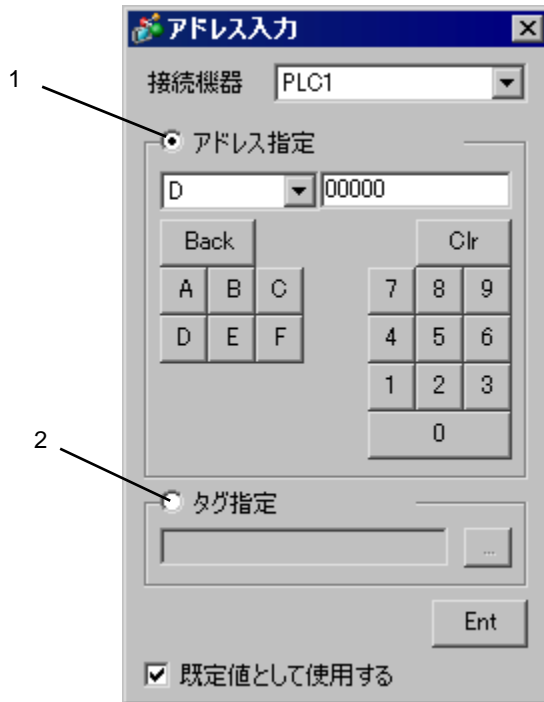 アドレス入力
接続機器 PLC1
1
アドレス指定
D 00000
Back Clr
A B C 7 8 9
D E F 4 5 6
1 2 3
0
2
タグ指定
...
Ent
既定値として使用する